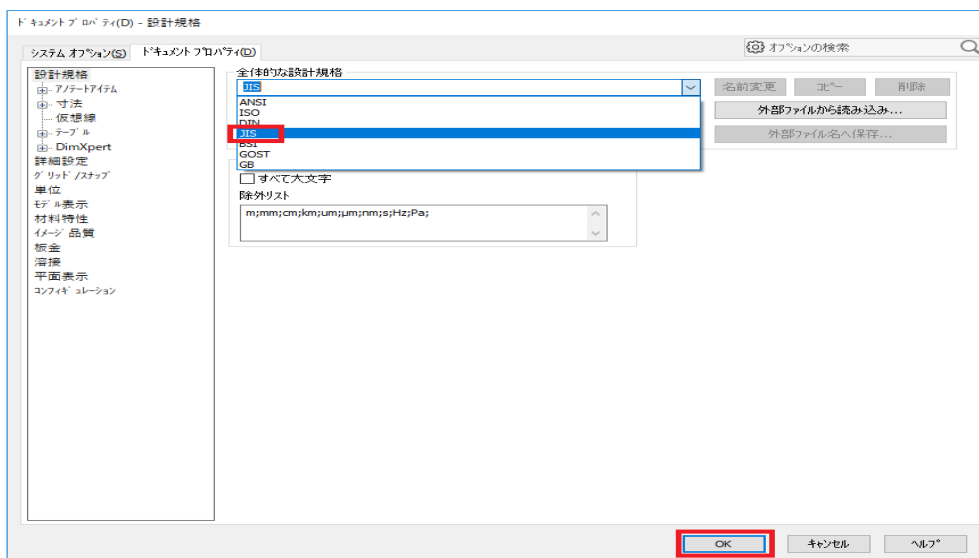 ドキュメント プロパティ(D) - 設計規格
システム オプション(S)
ドキュメント プロパティ(D)
オプションの検索
設計規格
アノテートアイテム
寸法
仮想線
テーブル
DimXpert
詳細設定
グリッド/スナップ
単位
モデル表示
材料特性
イメージ品質
板金
溶接
平面表示
コンフィギュレーション
全体的な設計規格
JIS
ANSI
ISO
DIN
JIS
BSI
GOST
GB
すべて大文字
除外リスト
m;mm;cm;km;um;µm;nm;s;Hz;Pa;
名前変更
コピー
削除
外部ファイルから読み込み...
外部ファイル名へ保存...
OK
キャンセル
ヘルプ